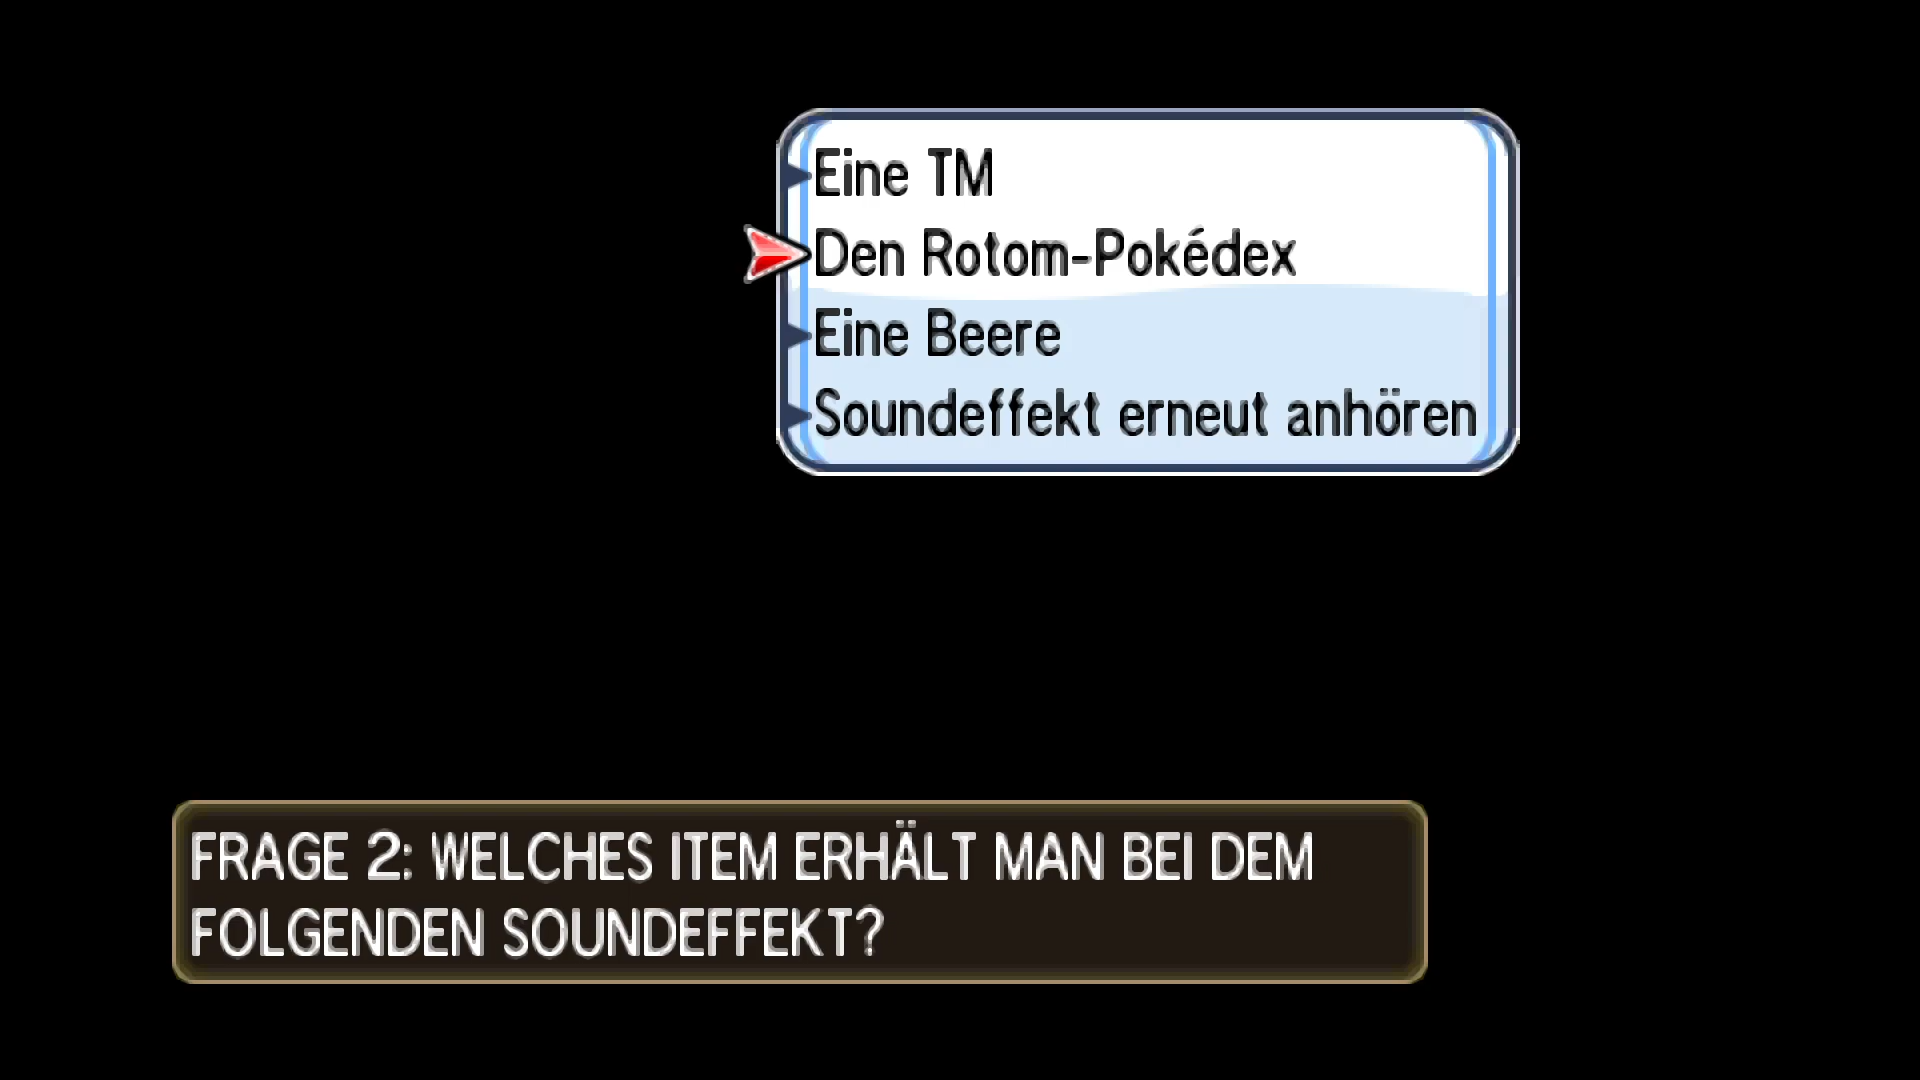 Eine TM
Den Rotom-Pokédex
Eine Beere
Soundeffekt erneut anhören
FRAGE 2: WELCHES ITEM ERHÄLT MAN BEI DEM
FOLGENDEN SOUNDEFFEKT?